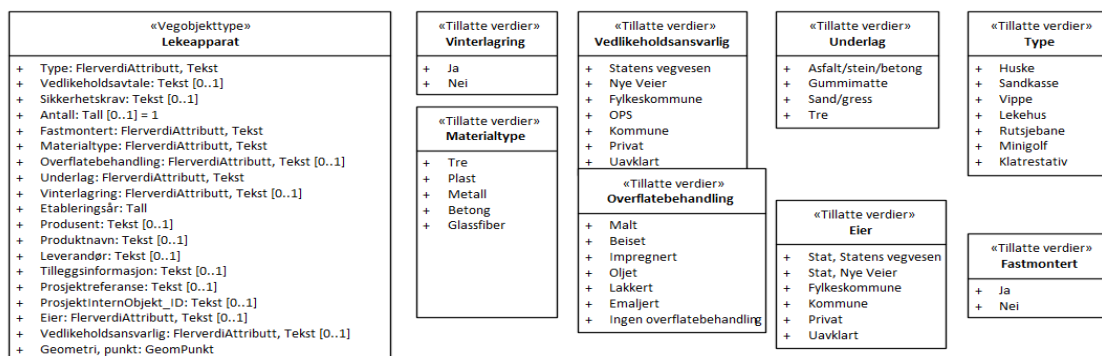 «Vegobjekttype»
Lekeapparat
+ Type: FlerverdiAttributt, Tekst
+ Vedlikeholdsavtale: Tekst [0..1]
+ Sikkerhetskrav: Tekst [0..1]
+ Antall: Tall [0..1] = 1
+ Fastmontert: FlerverdiAttributt, Tekst
+ Materialtype: FlerverdiAttributt, Tekst
+ Overflatebehandling: FlerverdiAttributt, Tekst [0..1]
+ Underlag: FlerverdiAttributt, Tekst
+ Vinterlagring: FlerverdiAttributt, Tekst [0..1]
+ Etableringsår: Tall
+ Produsent: Tekst [0..1]
+ Produktnavn: Tekst [0..1]
+ Leverandør: Tekst [0..1]
+ Tilleggsinformasjon: Tekst [0..1]
+ Prosjektreferanse: Tekst [0..1]
+ ProsjektInternObjekt_ID: Tekst [0..1]
+ Eier: FlerverdiAttributt, Tekst [0..1]
+ Vedlikeholdsansvarlig: FlerverdiAttributt, Tekst [0..1]
+ Geometri, punkt: GeomPunkt
«Tillatte verdier»
Vinterlagring
+ Ja
+ Nei
«Tillatte verdier»
Materialtype
+ Tre
+ Plast
+ Metall
+ Betong
+ Glassfiber
«Tillatte verdier»
Vedlikeholdsansvarlig
+ Statens vegvesen
+ Nye Veier
+ Fylkeskommune
+ OPS
+ Kommune
+ Privat
+ Uavklart
«Tillatte verdier»
Overflatebehandling
+ Malt
+ Beiset
+ Impregnert
+ Oljet
+ Lakkert
+ Emaljert
+ Ingen overflatebehandling
«Tillatte verdier»
Underlag
+ Asfalt/stein/betong
+ Gummimatte
+ Sand/gress
+ Tre
«Tillatte verdier»
Eier
+ Stat, Statens vegvesen
+ Stat, Nye Veier
+ Fylkeskommune
+ Kommune
+ Privat
+ Uavklart
«Tillatte verdier»
Type
+ Huske
+ Sandkasse
+ Vippe
+ Lekehus
+ Rutsjebane
+ Minigolf
+ Klatrestativ
«Tillatte verdier»
Fastmontert
+ Ja
+ Nei